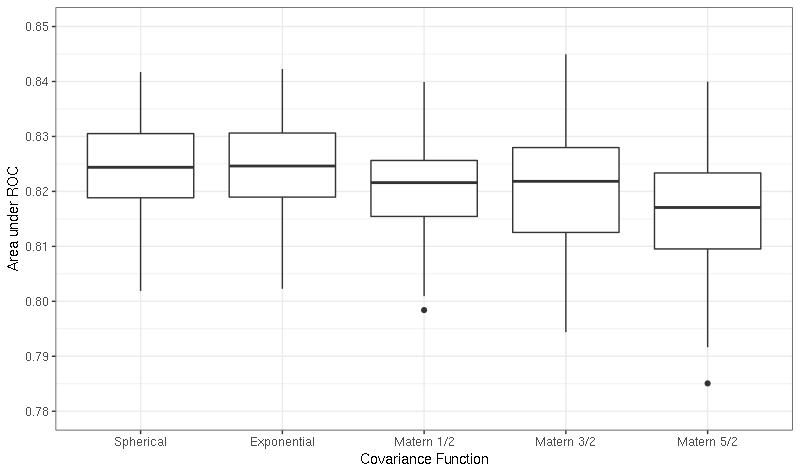 0.85
0.84
0.83
0.82
0.81
0.80
0.79
0.78
Area under ROC
Spherical Exponential Matern 1/2 Matern 3/2 Matern 5/2
Covariance Function